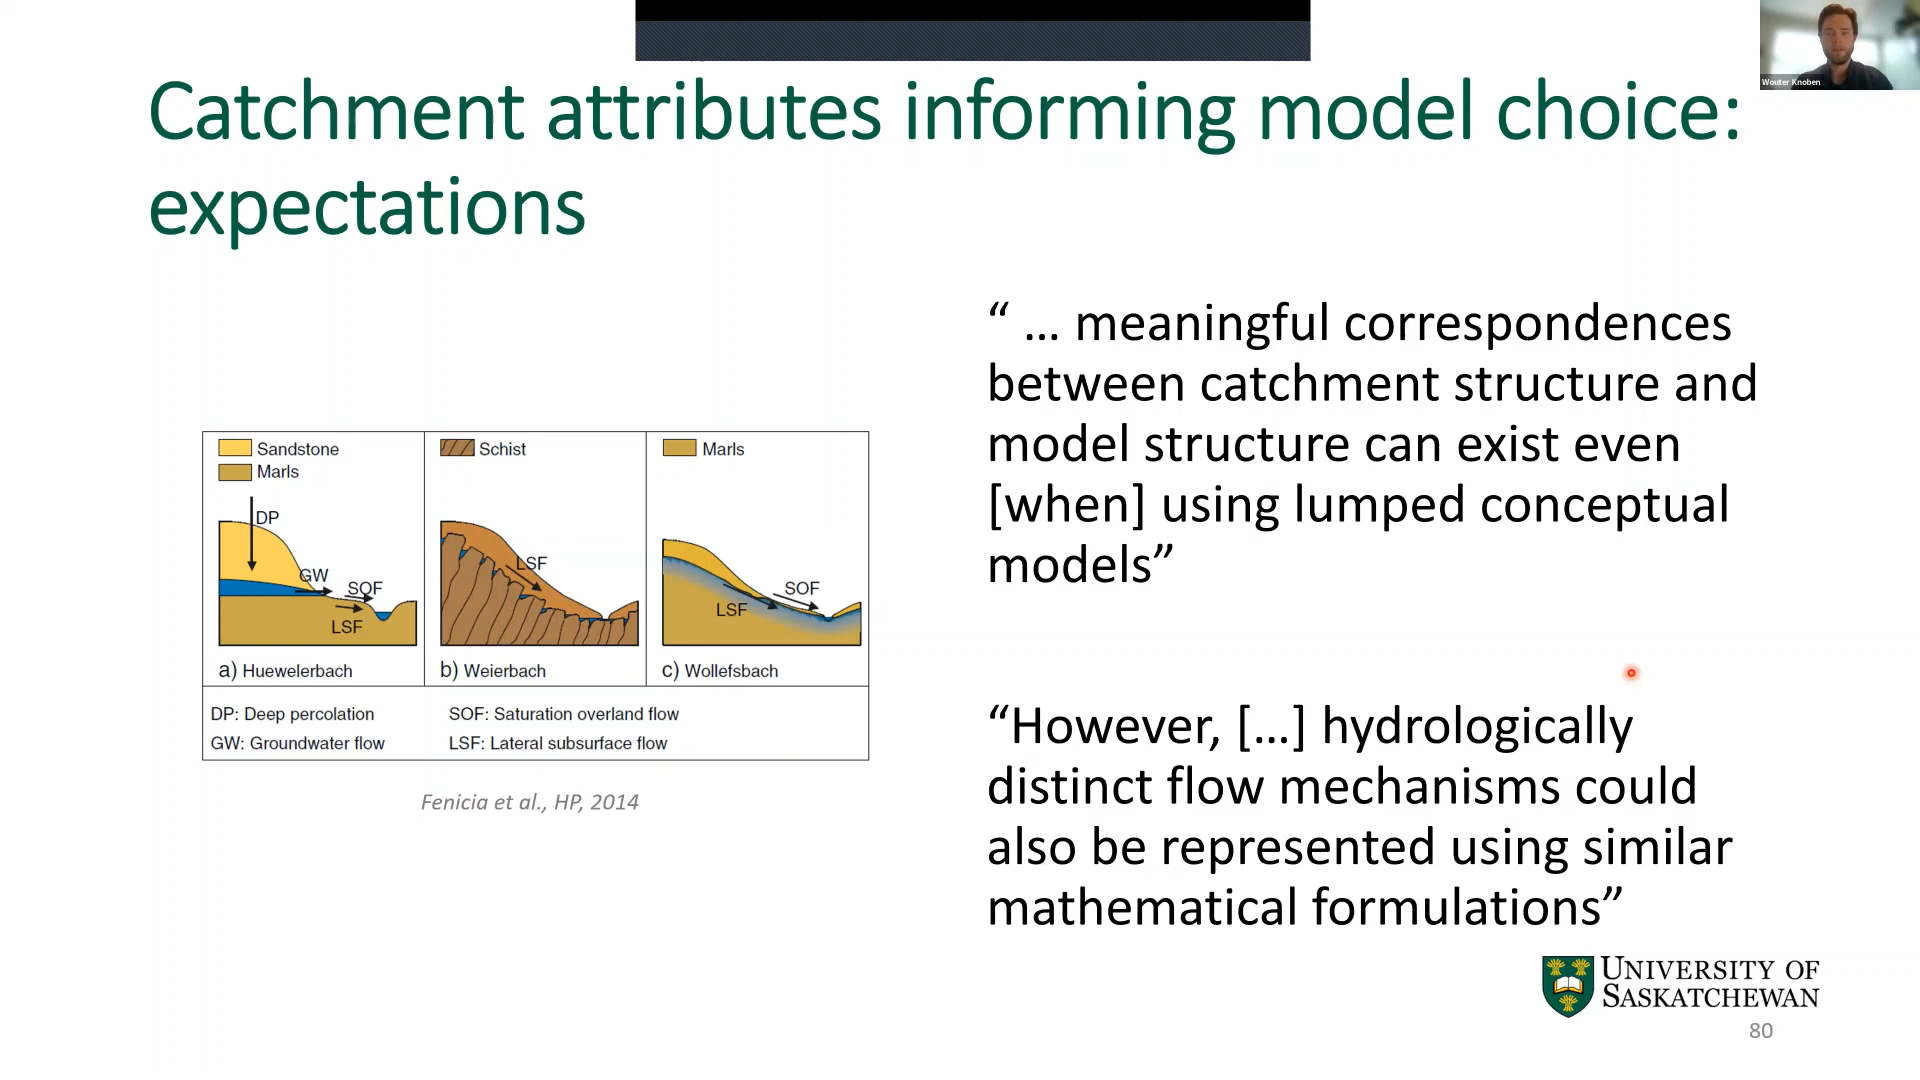 Wouter Knoben
Catchment attributes informing model choice:
expectations
“ … meaningful correspondences
between catchment structure and
model structure can exist even
[when] using lumped conceptual
models”
“However, […] hydrologically
distinct flow mechanisms could
also be represented using similar
mathematical formulations”
Sandstone
Marls
DP
GW
SOF
LSF
a) Huewelerbach
Schist
LSF
b) Weierbach
Marls
SOF
LSF
c) Wollefsbach
DP: Deep percolation
SOF: Saturation overland flow
GW: Groundwater flow
LSF: Lateral subsurface flow
Fenicia et al., HP, 2014
UNIVERSITY OF
SASKATCHEWAN
80